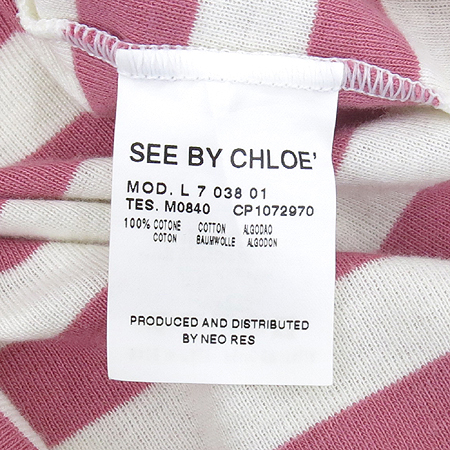 SEE BY CHLOE'
MOD. L 7 038 01
TES. M0840 CP1072970
100% COTONE COTTON ALGODAO
COTON BAUMWOLLE ALGODON
PRODUCED AND DISTRIBUTED
BY NEO RES